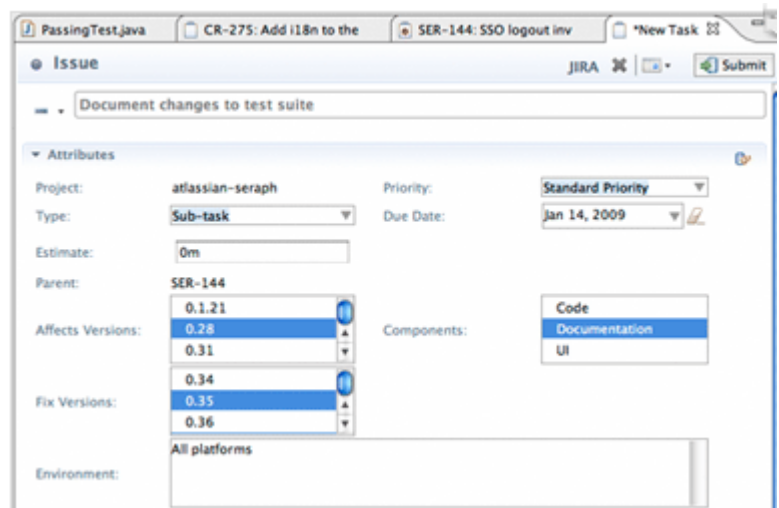 PassingTest.java CR-275: Add i18n to the SER-144: SSO logout inv *New Task
Issue JIRA Submit
Document changes to test suite
Attributes
Project: atlassian-seraph Priority: Standard Priority
Type: Sub-task Due Date: Jan 14, 2009
Estimate: 0m
Parent: SER-144
0.1.21 Code
Affects Versions: 0.28 Components: Documentation
0.31 UI
0.34
Fix Versions: 0.35
0.36
All platforms
Environment: